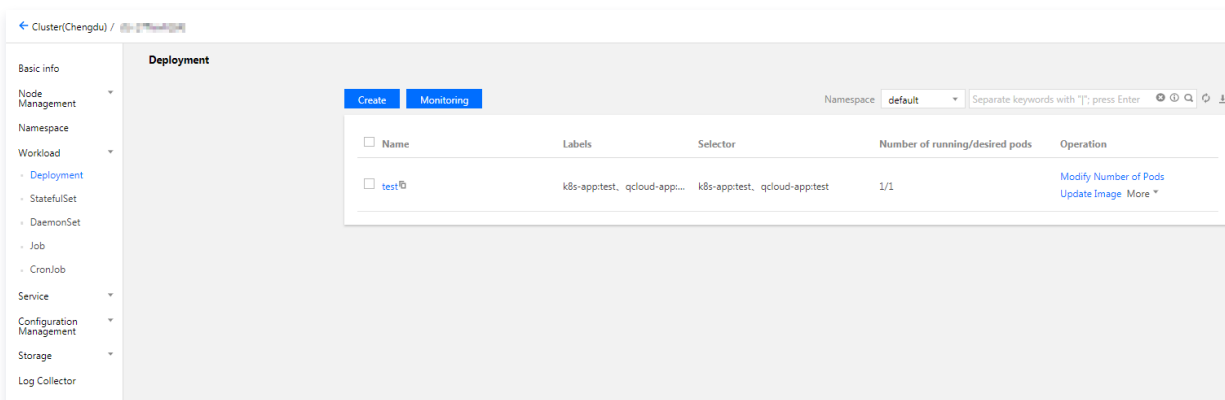 Cluster(Chengdu) /
Deployment
Basic info
Node Management
Namespace
Workload
Deployment
StatefulSet
DaemonSet
Job
CronJob
Service
Configuration Management
Storage
Log Collector
Create Monitoring Namespace default Separate keywords with "|"; press Enter
Name Labels Selector Number of running/desired pods Operation
test k8s-app:test、qcloud-app:... k8s-app:test、qcloud-app:test 1/1 Modify Number of Pods
Update Image More